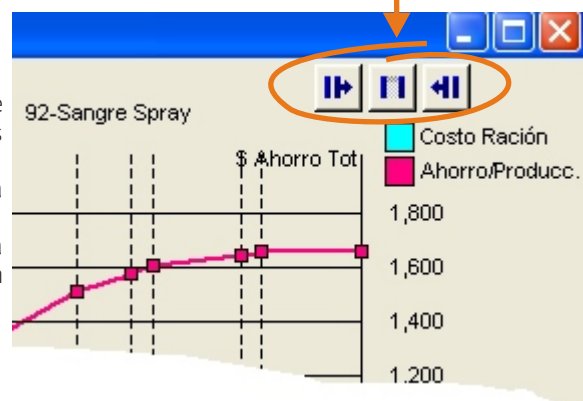 92-Sangre Spray
$ Ahorro Tot
Costo Ración
Ahorro/Producc.
1,800
1,600
1,400
1.200